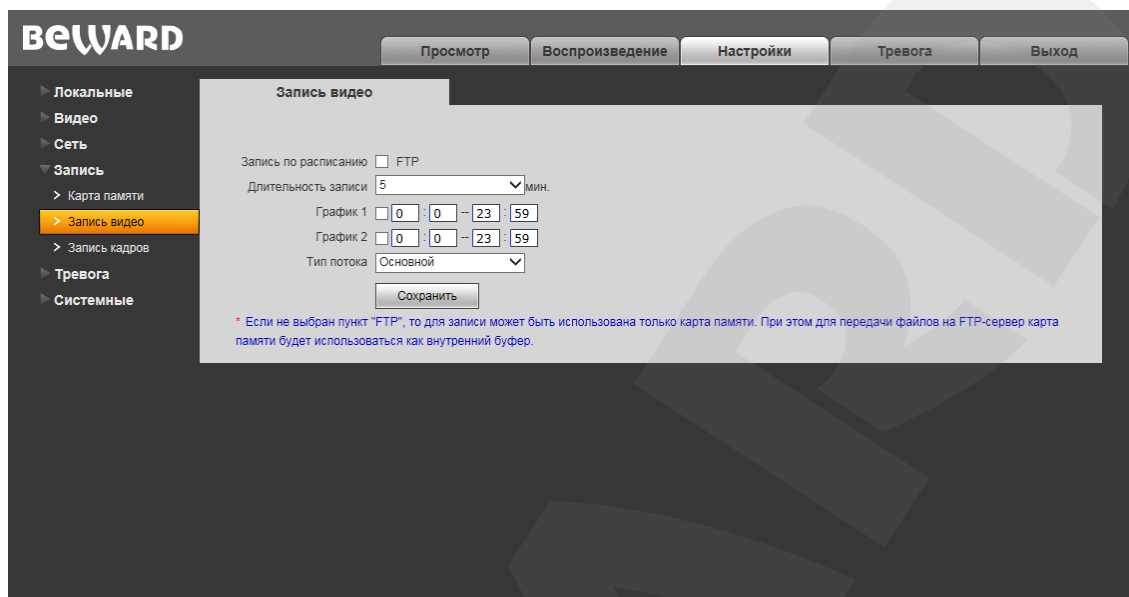 BEWARD
Просмотр Воспроизведение Настройки Тревога Выход
Локальные
Видео
Сеть
Запись
Карта памяти
Запись видео
Запись кадров
Тревога
Системные
Запись видео
Запись по расписанию FTP
Длительность записи 5 мин.
График 1 0 : 0 -- 23 : 59
График 2 0 : 0 -- 23 : 59
Тип потока Основной
Сохранить
* Если не выбран пункт "FTP", то для записи может быть использована только карта памяти. При этом для передачи файлов на FTP-сервер карта
памяти будет использоваться как внутренний буфер.